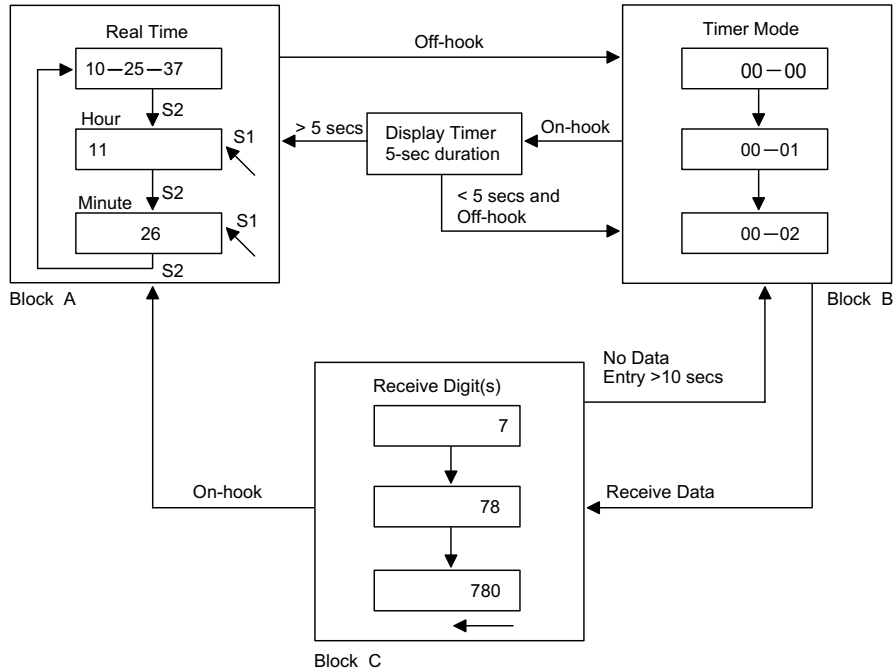 Real Time
10—25—37
S2
Hour
11
S1
S2
Minute
26
S1
S2
Block A
Off-hook
> 5 secs
Display Timer
5-sec duration
On-hook
< 5 secs and
Off-hook
Timer Mode
00—00
00—01
00—02
Block B
No Data
Entry >10 secs
Receive Data
On-hook
Receive Digit(s)
7
78
780
Block C